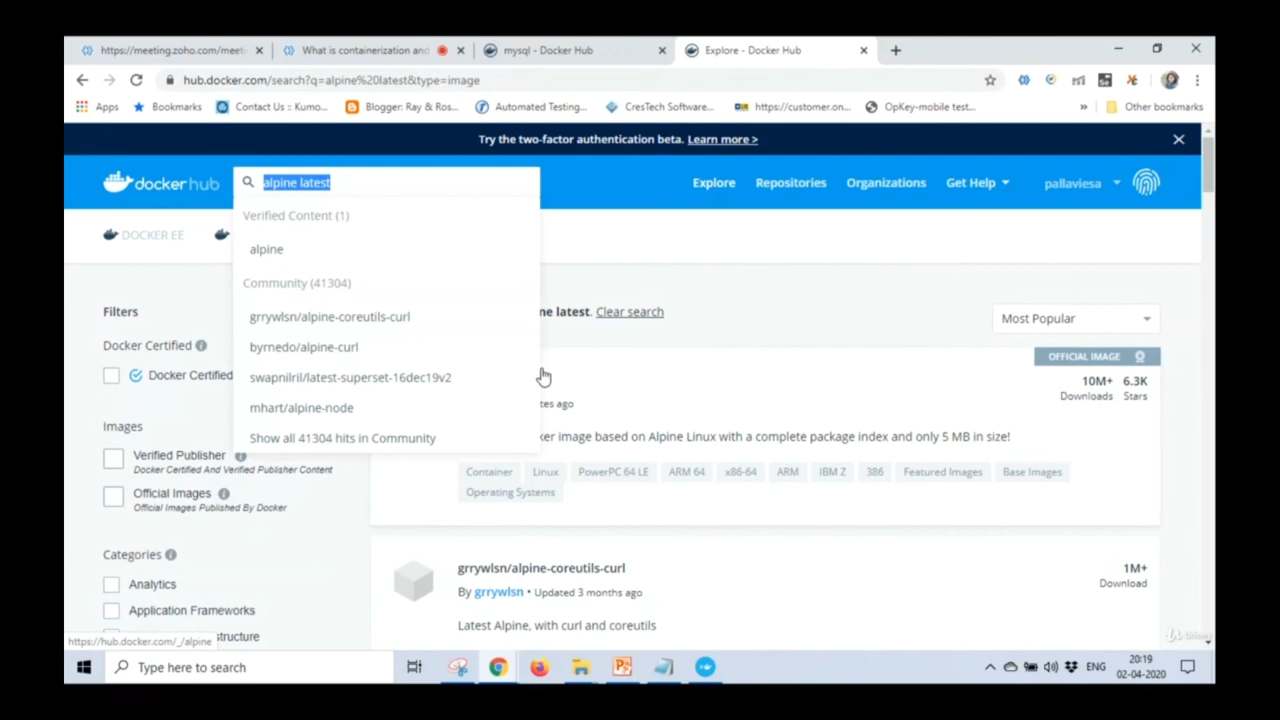 https://meeting.zoho.com/meet
What is containerization and
mysql - Docker Hub
Explore - Docker Hub
hub.docker.com/search?q=alpine%20latest&type=image
Apps
Bookmarks
Contact Us :: Kumo...
Blogger: Ray & Ros...
Automated Testing...
CresTech Software...
https://customer.on...
OpKey-mobile test...
»
Other bookmarks
Try the two-factor authentication beta. Learn more >
docker hub
alpine latest
Explore
Repositories
Organizations
Get Help
pallaviesa
Verified Content (1)
DOCKER EE
alpine
Community (41304)
grrywlsn/alpine-coreutils-curl
byrnedo/alpine-curl
swapnilril/latest-superset-16dec19v2
mhart/alpine-node
Show all 41304 hits in Community
Filters
Docker Certified
Docker Certified
Images
Verified Publisher
Docker Certified And Verified Publisher Content
Official Images
Official Images Published By Docker
Categories
Analytics
Application Frameworks
structure
ne latest. Clear search
Most Popular
OFFICIAL IMAGE
10M+ 6.3K
Downloads Stars
tes ago
ker image based on Alpine Linux with a complete package index and only 5 MB in size!
Container Linux PowerPC 64 LE ARM 64 x86-64 ARM IBM Z 386 Featured Images Base Images
Operating Systems
grrywlsn/alpine-coreutils-curl
1M+
Download
By grrywlsn • Updated 3 months ago
Latest Alpine, with curl and coreutils
https://hub.docker.com/_/alpine
Udemy
Type here to search
ENG
20:19
02-04-2020